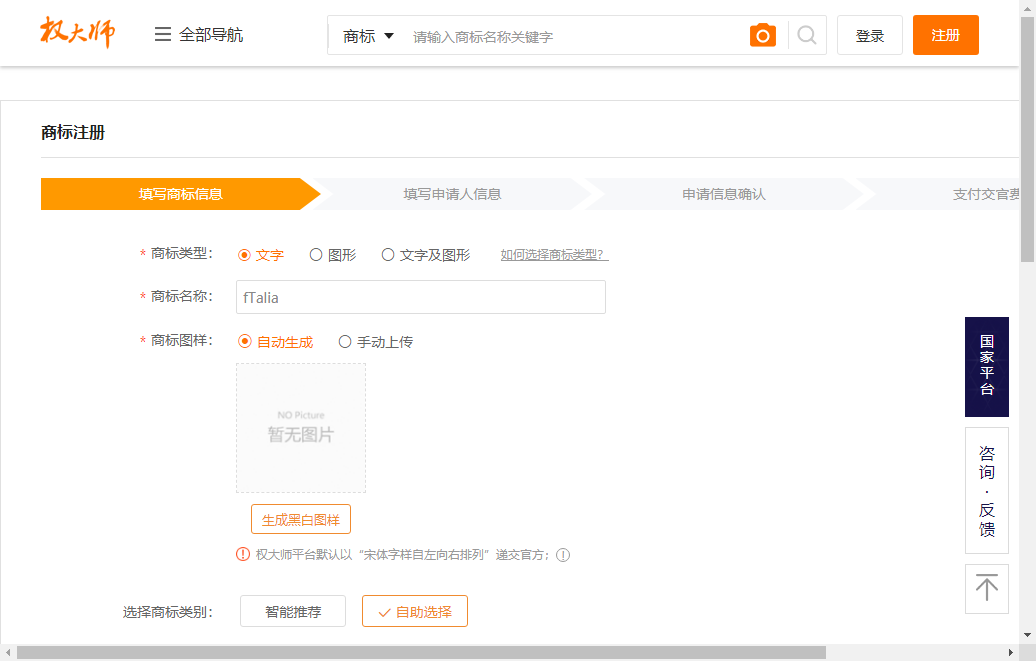 权大师
全部导航
商标
请输入商标名称关键字
登录
注册
商标注册
填写商标信息
填写申请人信息
申请信息确认
支付交官费
* 商标类型：
文字
图形
文字及图形
如何选择商标类型？
* 商标名称：
fTalia
* 商标图样：
自动生成
手动上传
NO Picture
暂无图片
生成黑白图样
权大师平台默认以“宋体字样自左向右排列”递交官方；
选择商标类别：
智能推荐
自助选择
国家平台
咨询·反馈